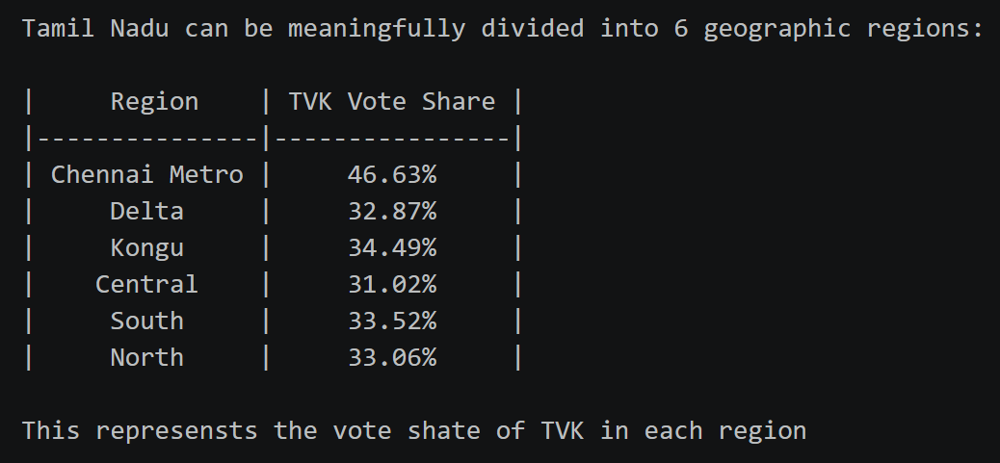 Tamil Nadu can be meaningfully divided into 6 geographic regions:
|     Region    | TVK Vote Share |
|---------------|----------------|
| Chennai Metro |     46.63%     |
|     Delta     |     32.87%     |
|     Kongu     |     34.49%     |
|    Central    |     31.02%     |
|     South     |     33.52%     |
|     North     |     33.06%     |
This represensts the vote shate of TVK in each region